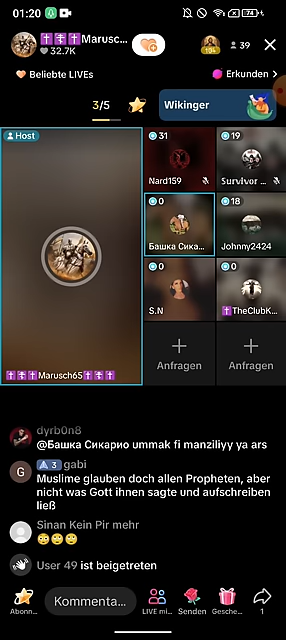 01:20
74
✝️✝️✝️Marusch...
32.7K
39
Beliebte LIVEs
Erkunden >
3/5
Wikinger
Host
31
Nard159
19
Survivor ...
0
Башка Сика...
18
Johnny2424
0
S.N
0
✝️TheClubK...
Anfragen
Anfragen
✝️✝️✝️Marusch65✝️✝️✝️
dyrb0n8
@Башка Сикарио ummak fi manziliyy ya ars
G
3 gabi
Muslime glauben doch allen Propheten, aber
nicht was Gott ihnen sagte und aufschreiben
ließ
Sinan Kein Pir mehr
🙄🙄🙄
User 49 ist beigetreten
Kommenta...
Abonn...
LIVE mi...
Senden
Gesche...
1